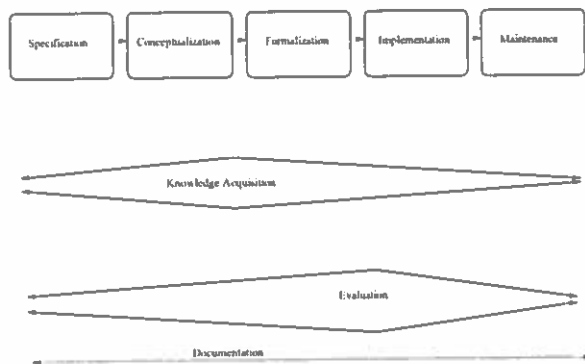 Specification
Conceptualization
Formalization
Implementation
Maintenance
Knowledge Acquisition
Evaluation
Documentation